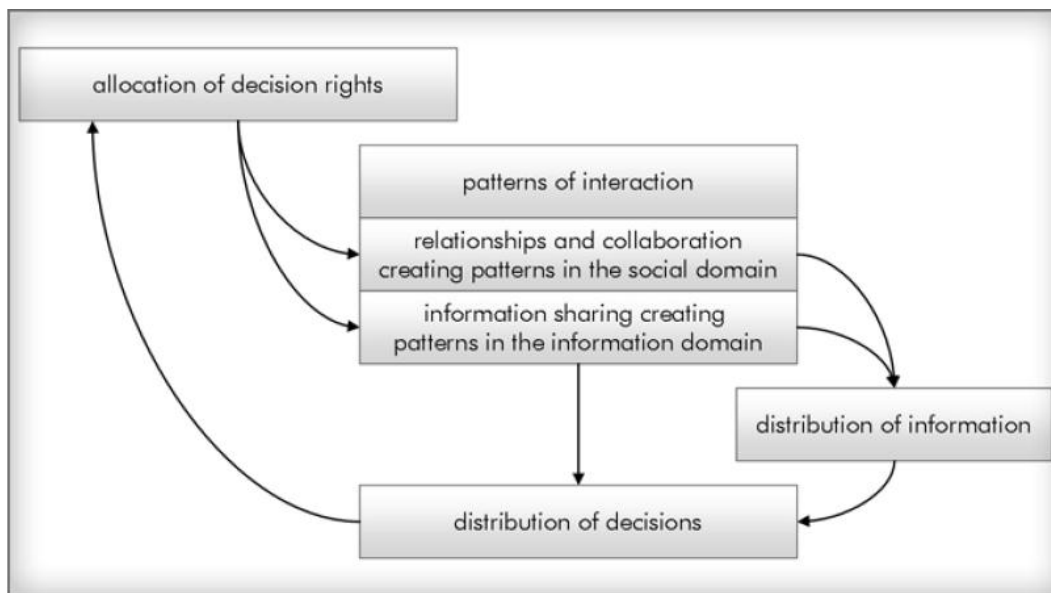 allocation of decision rights
patterns of interaction
relationships and collaboration
creating patterns in the social domain
information sharing creating
patterns in the information domain
distribution of information
distribution of decisions